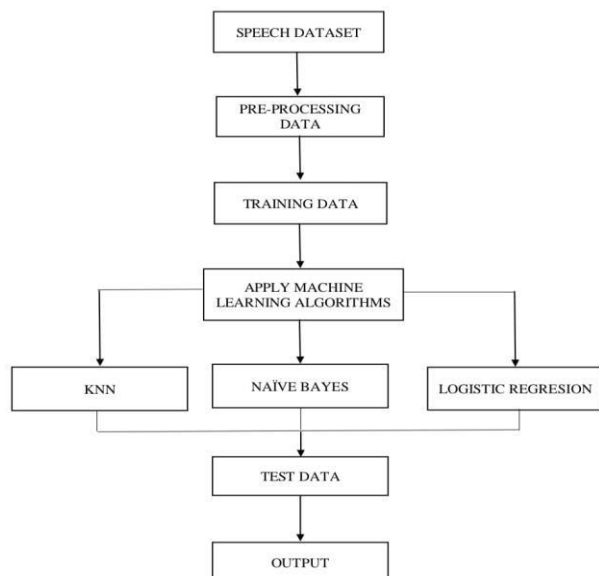 SPEECH DATASET
PRE-PROCESSING
DATA
TRAINING DATA
APPLY MACHINE
LEARNING ALGORITHMS
KNN
NAÏVE BAYES
LOGISTIC REGRESION
TEST DATA
OUTPUT